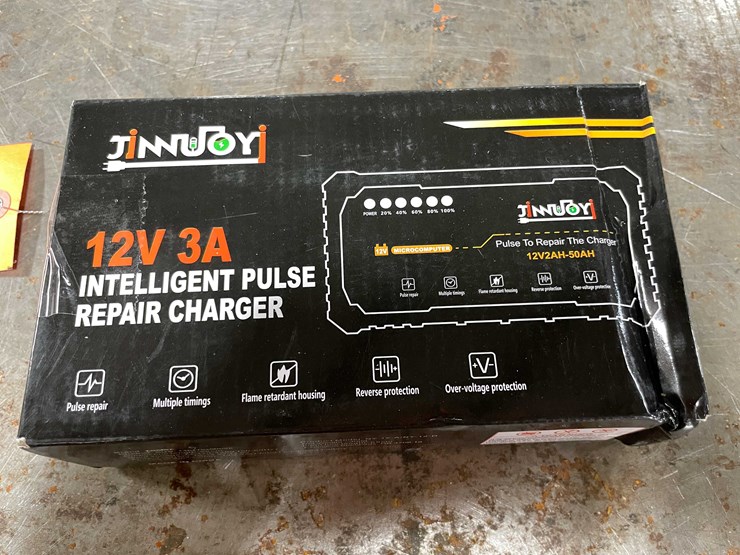 JINNUOYI
12V 3A
INTELLIGENT PULSE
REPAIR CHARGER
POWER 20% 40% 60% 80% 100%
JINNUOYI
12V MICROCOMPUTER
Pulse To Repair The Charger
12V2AH-50AH
Pulse repair
Multiple timings
Flame retardant housing
Reverse protection
Over-voltage protection
Pulse repair
Multiple timings
Flame retardant housing
Reverse protection
Over-voltage protection